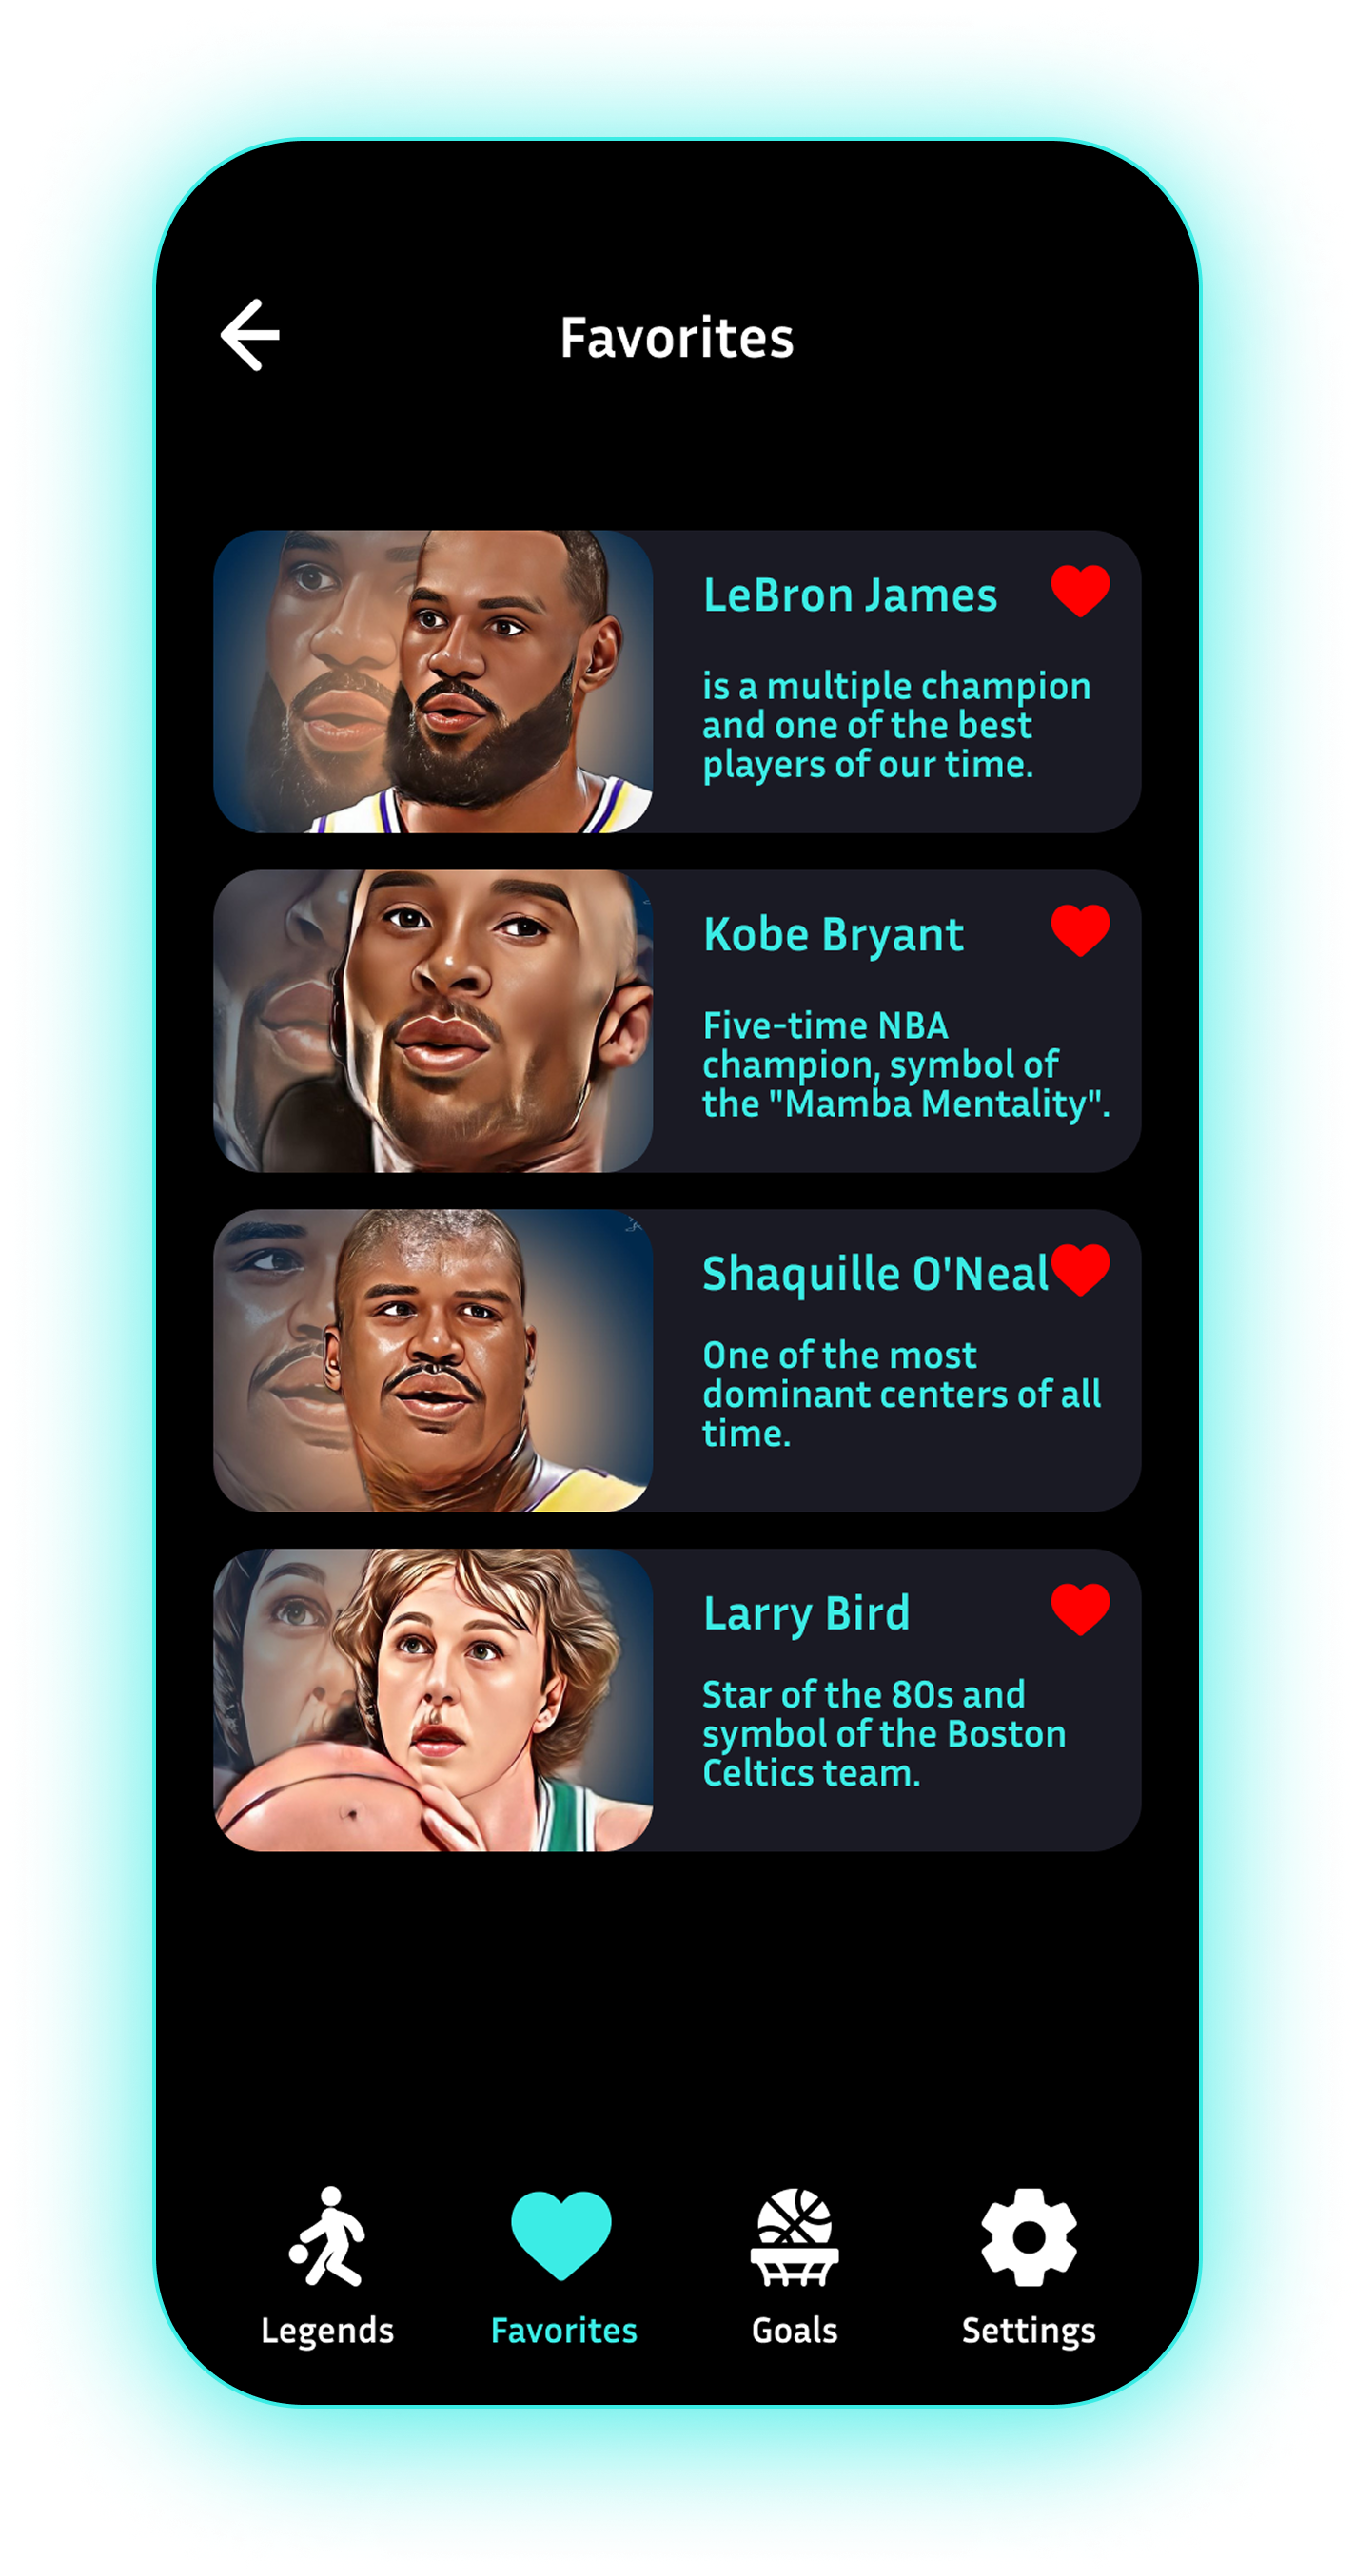 Favorites
LeBron James
is a multiple champion
and one of the best
players of our time.
Kobe Bryant
Five-time NBA
champion, symbol of
the "Mamba Mentality".
Shaquille O'Neal
One of the most
dominant centers of all
time.
Larry Bird
Star of the 80s and
symbol of the Boston
Celtics team.
Legends
Favorites
Goals
Settings